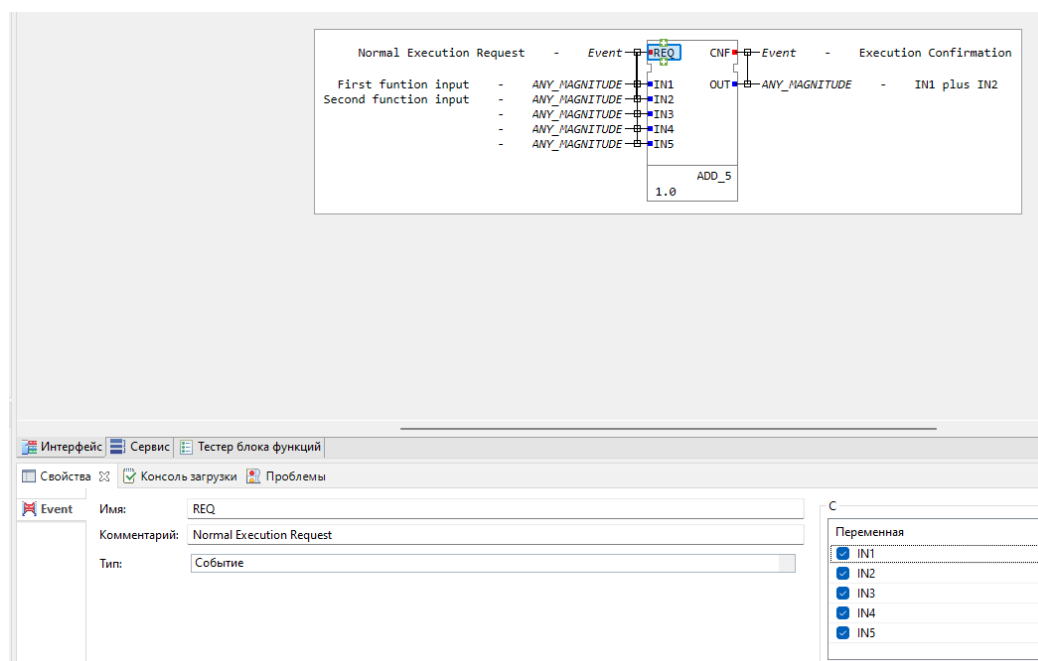 Normal Execution Request - Event REQ CNF Event - Execution Confirmation
First funtion input - ANY_MAGNITUDE IN1 OUT ANY_MAGNITUDE - IN1 plus IN2
Second function input - ANY_MAGNITUDE IN2
- ANY_MAGNITUDE IN3
- ANY_MAGNITUDE IN4
- ANY_MAGNITUDE IN5
ADD_5
1.0
Интерфейс Сервис Тестер блока функций
Свойства Консоль загрузки Проблемы
Event Имя: REQ С
Комментарий: Normal Execution Request Переменная
Тип: Событие IN1
IN2
IN3
IN4
IN5